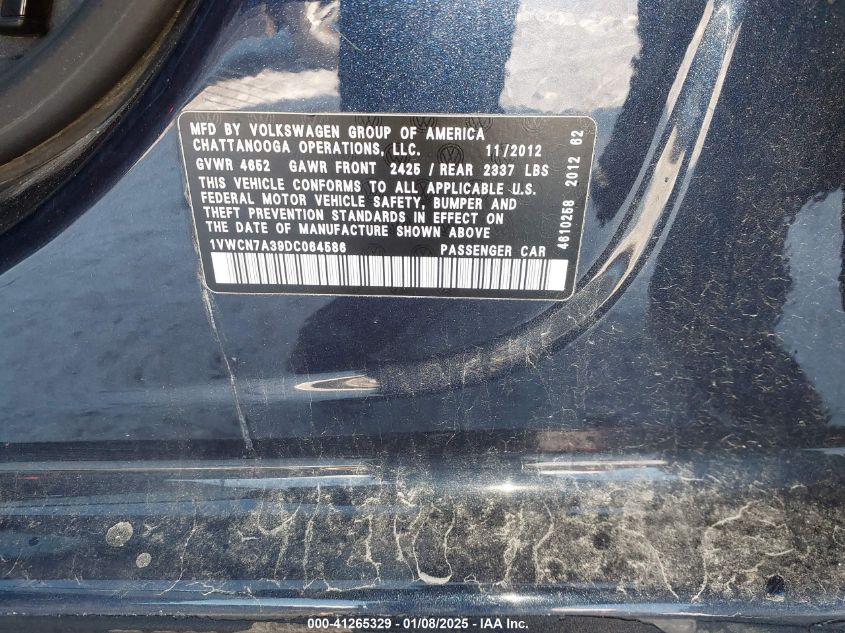 MFD BY VOLKSWAGEN GROUP OF AMERICA
CHATTANOOGA OPERATIONS, LLC. 11/2012
GVWR 4652 GAWR FRONT 2425 / REAR 2337 LBS
THIS VEHICLE CONFORMS TO ALL APPLICABLE U.S.
FEDERAL MOTOR VEHICLE SAFETY, BUMPER AND
THEFT PREVENTION STANDARDS IN EFFECT ON
THE DATE OF MANUFACTURE SHOWN ABOVE
1VWCN7A39DC064586 PASSENGER CAR
4610258 2012 62
000-41265329 - 01/08/2025 - IAA Inc.